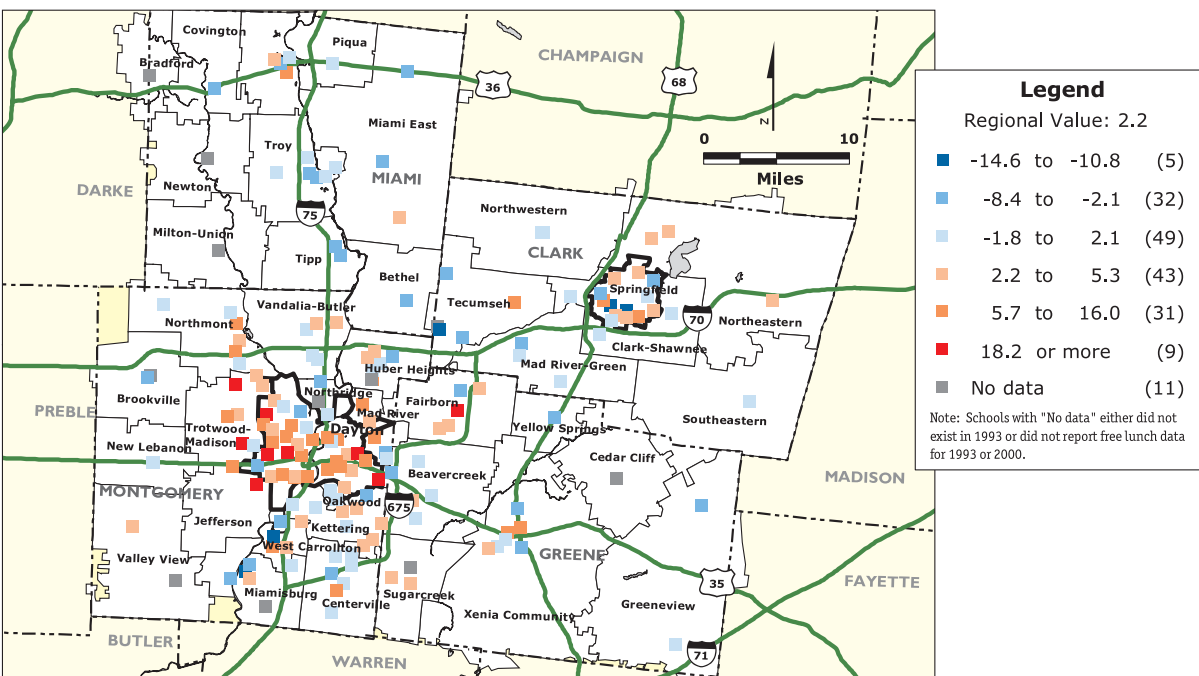 Covington
Piqua
CHAMPAIGN
Bradford
36
68
Legend
Regional Value: 2.2
-14.6 to -10.8 (5)
-8.4 to -2.1 (32)
-1.8 to 2.1 (49)
2.2 to 5.3 (43)
5.7 to 16.0 (31)
18.2 or more (9)
No data (11)
Note: Schools with "No data" either did not
exist in 1993 or did not report free lunch data
for 1993 or 2000.
Miami East
N
0 10
Miles
Troy
DARKE
Newton
MIAMI
75
Northwestern
Milton-Union
CLARK
Tipp
Bethel
Tecumseh
Springfield
Vandalia-Butler
Northmont
70
Northeastern
Clark-Shawnee
Huber Heights
Mad River-Green
Brookville
Northbridge
Fairborn
PREBLE
Mad River
Southeastern
Trotwood-
Madison
Dayton
Yellow Springs
New Lebanon
Cedar Cliff
Beavercreek
MADISON
MONTGOMERY
Oakwood
675
Jefferson
Kettering
West Carrollton
GREENE
Valley View
35
FAYETTE
Miamisburg
Sugarcreek
Centerville
Greeneview
Xenia Community
BUTLER
71
WARREN